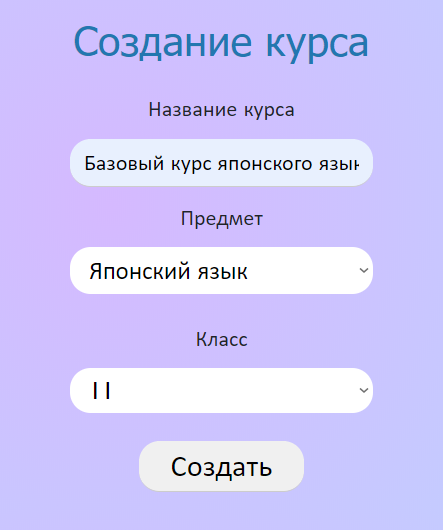 Создание курса
Название курса
Базовый курс японского язык
Предмет
Японский язык
Класс
11
Создать